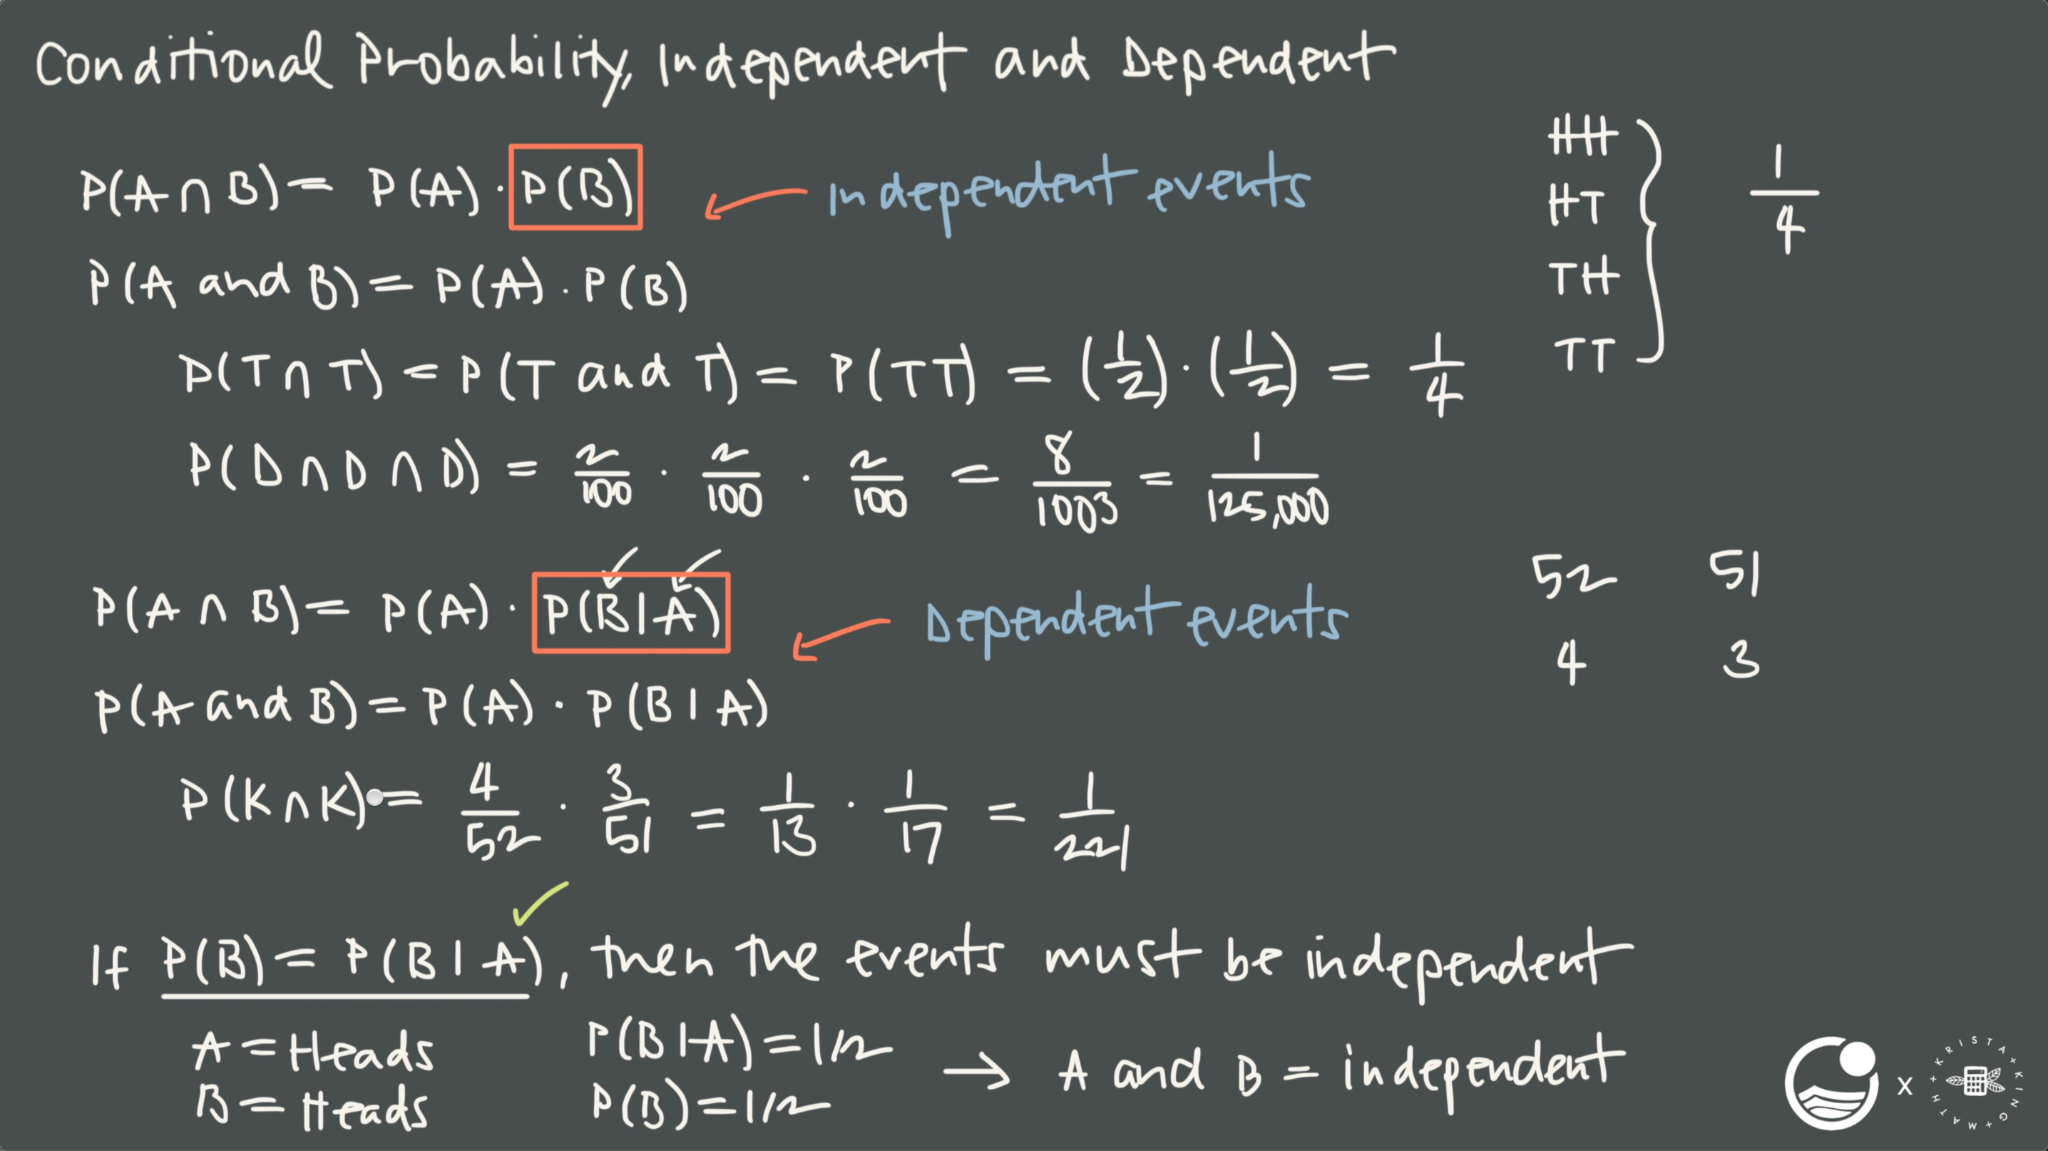 Conditional Probability, Independent and Dependent
P(A ∩ B) = P(A) · P(B)
Independent events
P(A and B) = P(A) · P(B)
P(T ∩ T) = P(T and T) = P(TT) = (1/2) · (1/2) = 1/4
P(D ∩ D ∩ D) = 2/100 · 2/100 · 2/100 = 8/1003 = 1/125,000
HH
HT
TH
TT
1/4
P(A ∩ B) = P(A) · P(B|A)
Dependent events
P(A and B) = P(A) · P(B|A)
P(K ∩ K) = 4/52 · 3/51 = 1/13 · 1/17 = 1/221
52 51
4 3
If P(B) = P(B|A), then the events must be independent
A = Heads P(B|A) = 1/2
B = Heads P(B) = 1/2
→ A and B = independent
X
KRISTA + KING + MATH +